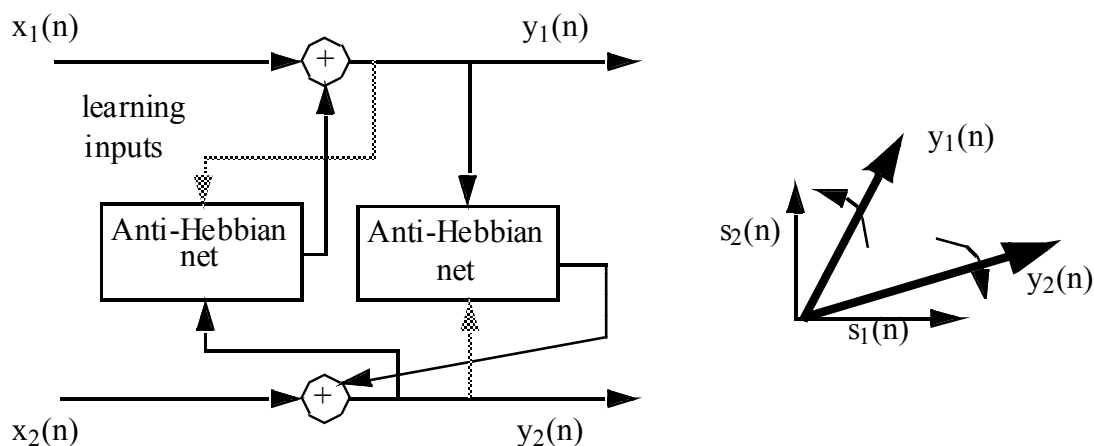 x1(n)
y1(n)
+
learning
inputs
Anti-Hebbian
net
Anti-Hebbian
net
+
x2(n)
y2(n)
y1(n)
s2(n)
y2(n)
s1(n)